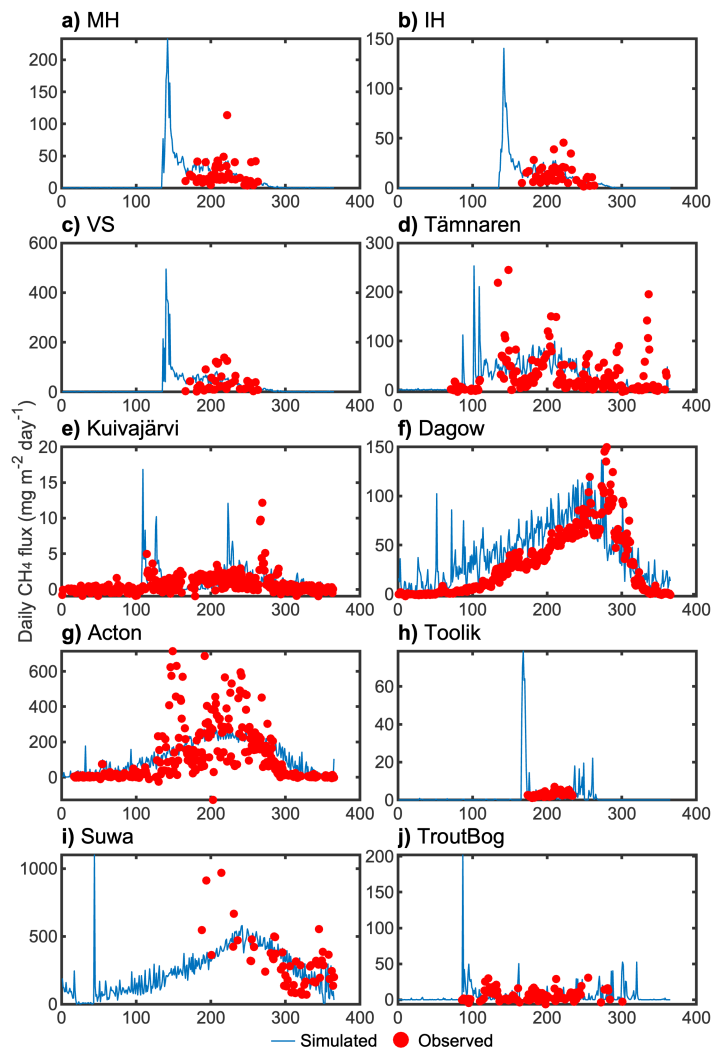 a) MH
b) IH
200
150
100
50
0
0 100 200 300 400
150
100
50
0
0 100 200 300 400
c) VS
d) Tämnaren
600
400
200
0
0 100 200 300 400
300
200
100
0
0 100 200 300 400
e) Kuivajärvi
f) Dagow
20
15
10
5
0
0 100 200 300 400
150
100
50
0
0 100 200 300 400
Daily CH4 flux (mg m-2 day-1)
g) Acton
h) Toolik
600
400
200
0
0 100 200 300 400
60
40
20
0
0 100 200 300 400
i) Suwa
j) TroutBog
1000
500
0
0 100 200 300 400
200
150
100
50
0
0 100 200 300 400
Simulated Observed